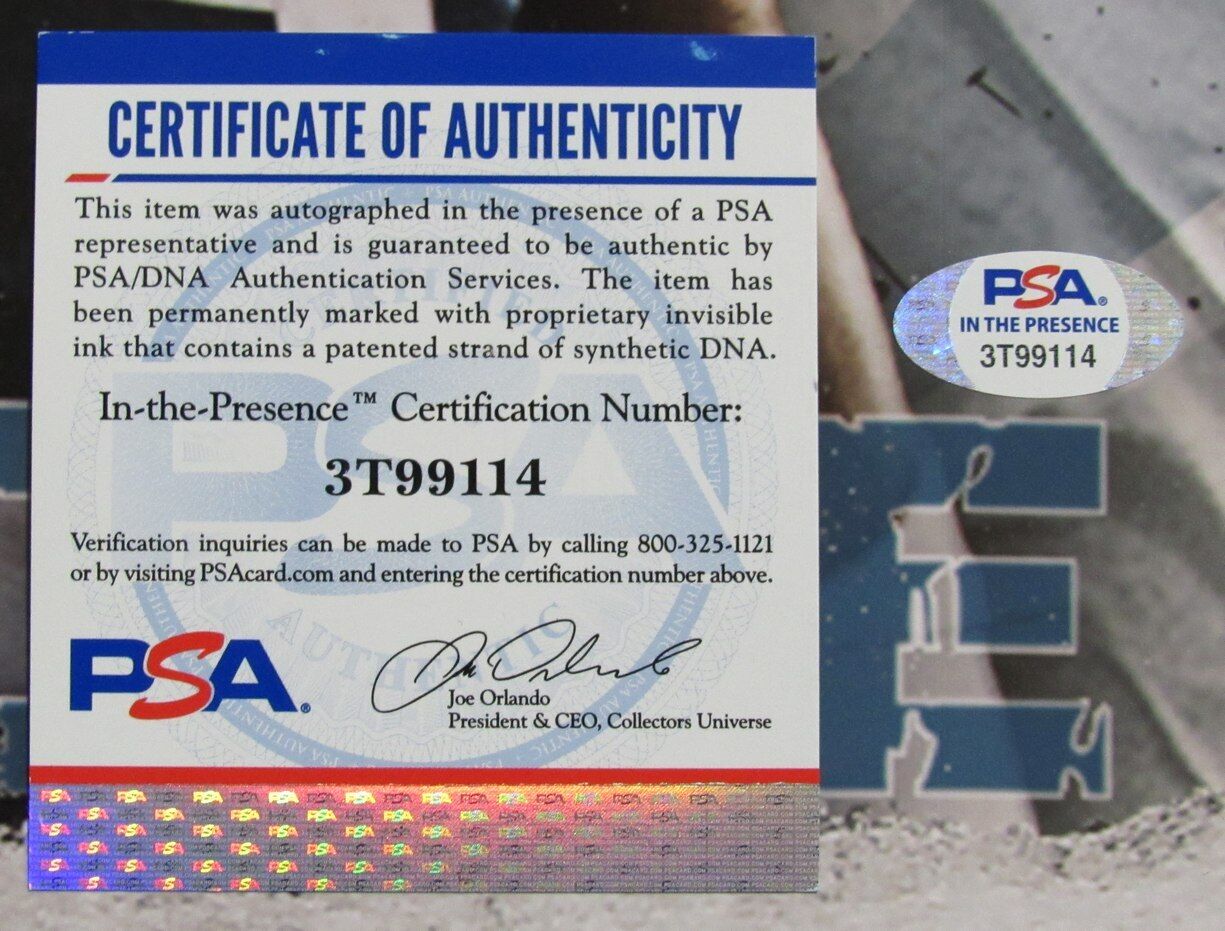 CERTIFICATE OF AUTHENTICITY
This item was autographed in the presence of a PSA
representative and is guaranteed to be authentic by
PSA/DNA Authentication Services. The item has
been permanently marked with proprietary invisible
ink that contains a patented strand of synthetic DNA.
In-the-Presence™ Certification Number:
3T99114
Verification inquiries can be made to PSA by calling 800-325-1121
or by visiting PSAcard.com and entering the certification number above.
PSA®
Joe Orlando
President & CEO, Collectors Universe
PSA®
IN THE PRESENCE
3T99114
E